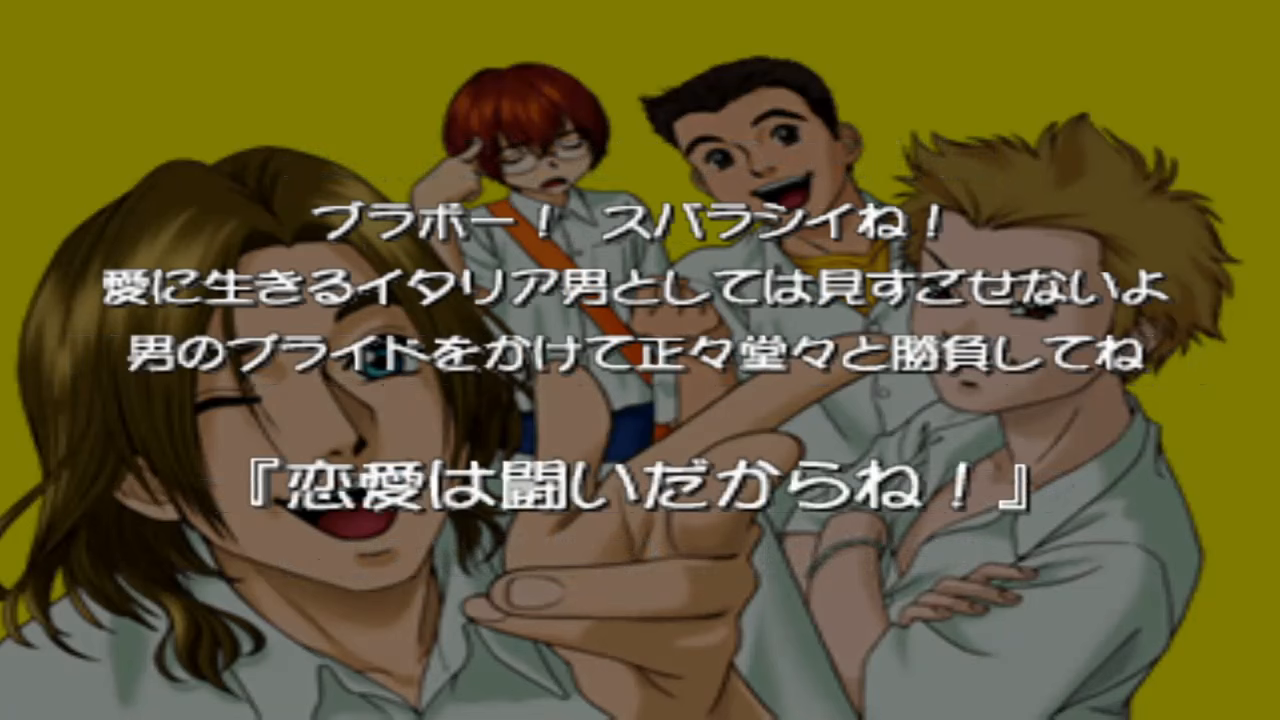 ブラボー！ スバラシイね！
愛に生きるイタリア男としては見すごせないよ
男のプライドをかけて正々堂々と勝負してね
『恋愛は闘いだからね！』